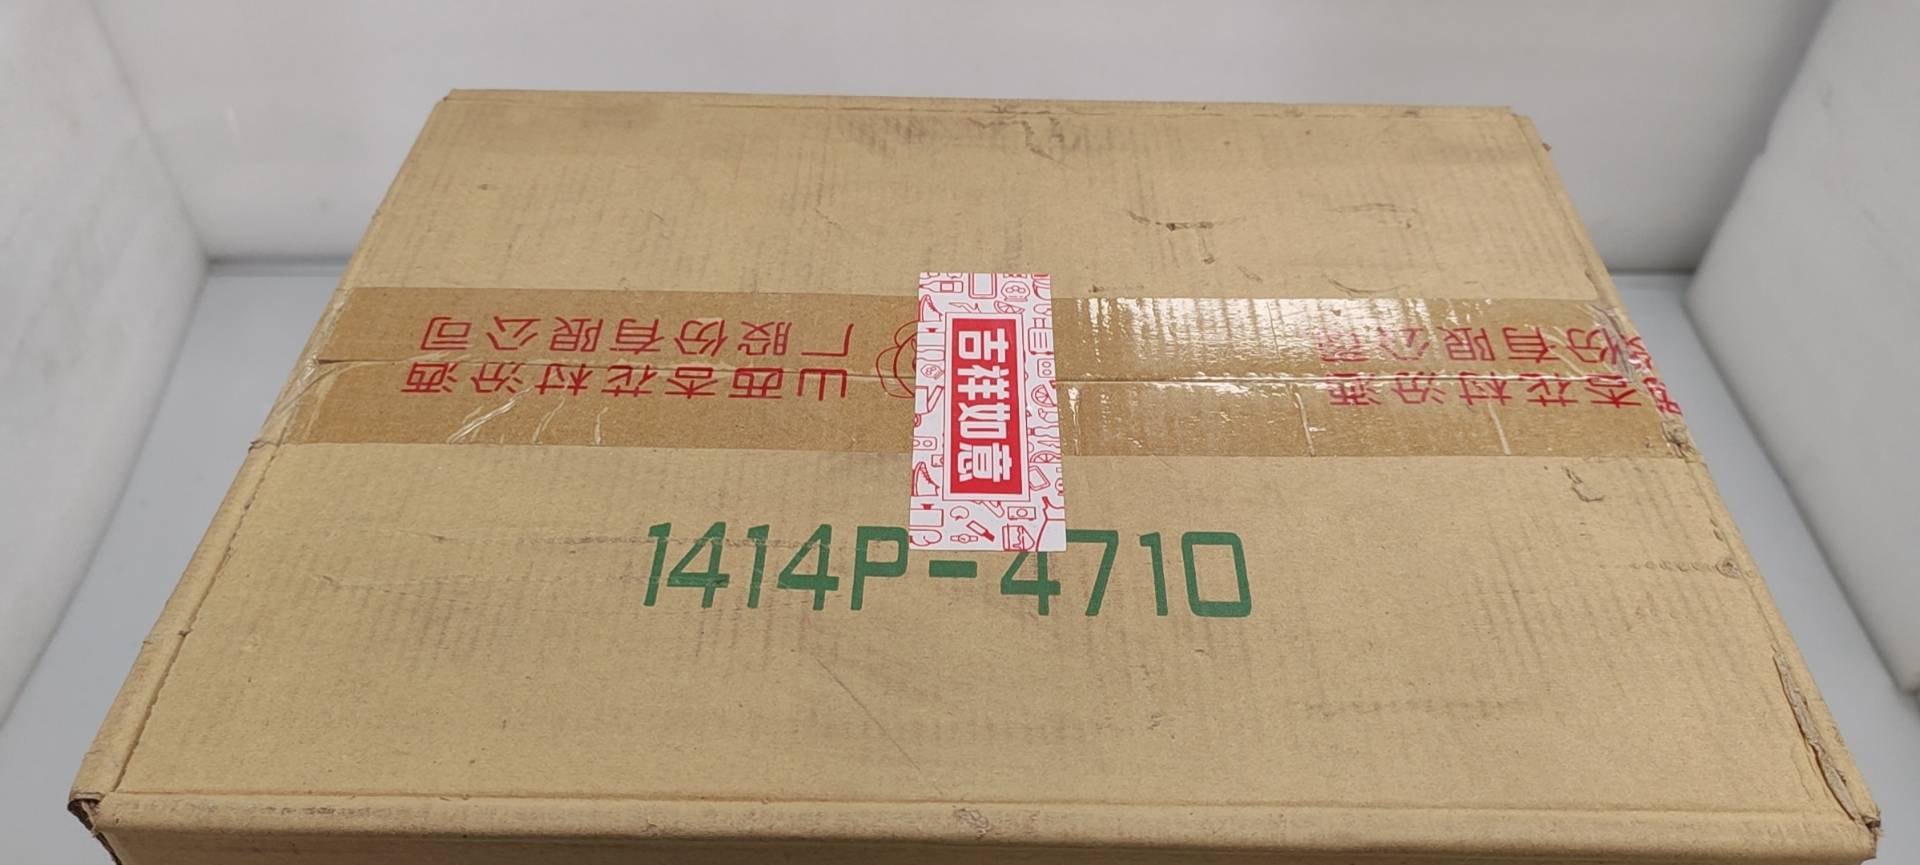 山西杏花村汾酒
厂股份有限公司
吉祥如意
杏花村汾酒
份有限公司
1414P-4710